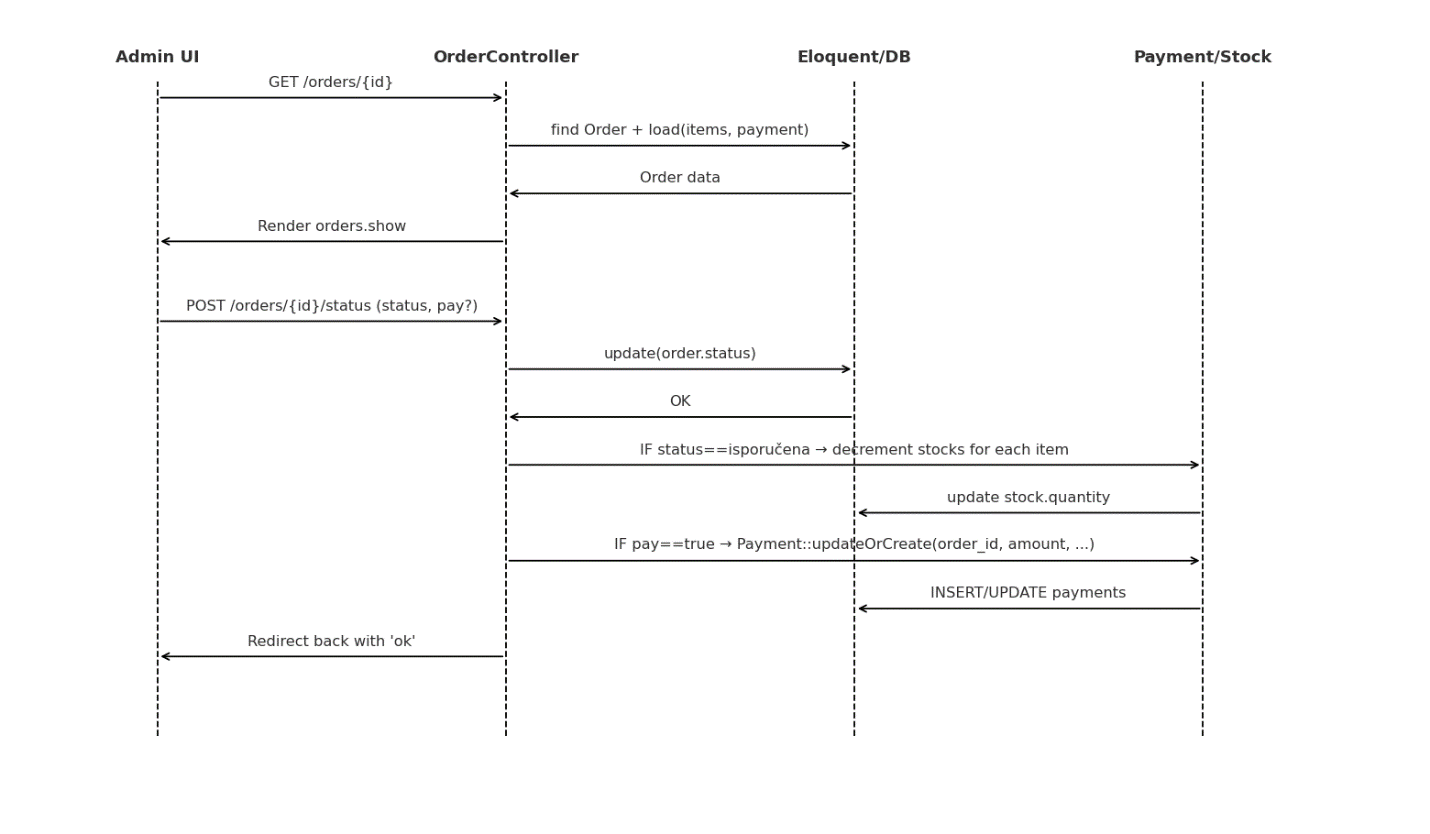 Admin UI
OrderController
Eloquent/DB
Payment/Stock
GET /orders/{id}
find Order + load(items, payment)
Order data
Render orders.show
POST /orders/{id}/status (status, pay?)
update(order.status)
OK
IF status==isporučena → decrement stocks for each item
update stock.quantity
IF pay==true → Payment::updateOrCreate(order_id, amount, ...)
INSERT/UPDATE payments
Redirect back with 'ok'